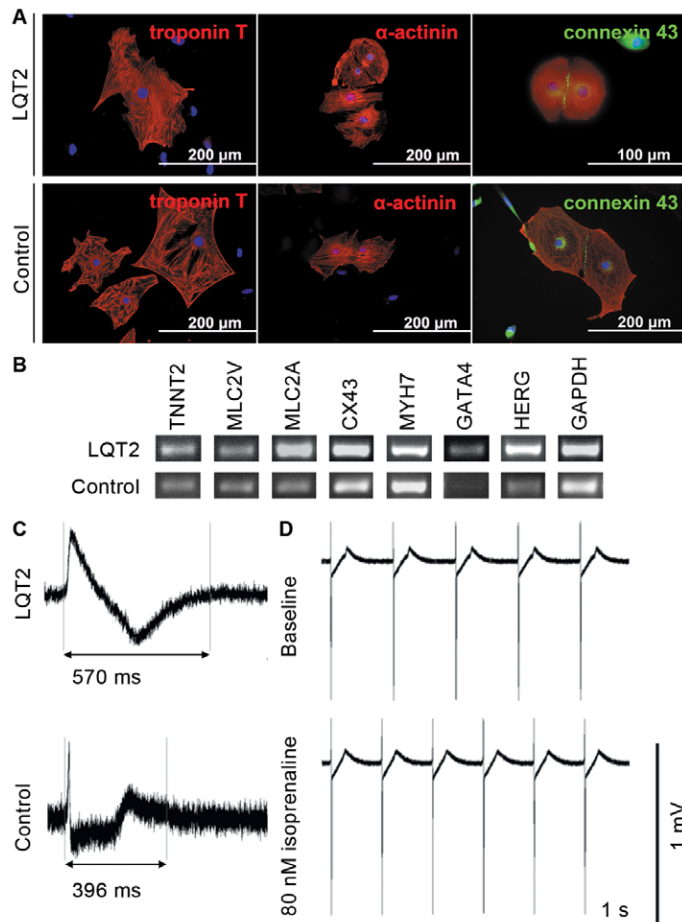 A
LQT2
troponin T
α-actinin
connexin 43
200 µm
200 µm
100 µm
Control
troponin T
α-actinin
connexin 43
200 µm
200 µm
200 µm
B
TNNT2
MLC2V
MLC2A
CX43
MYH7
GATA4
HERG
GAPDH
LQT2
Control
C
LQT2
570 ms
Control
396 ms
D
Baseline
80 nM isoprenaline
1 mV
1 s